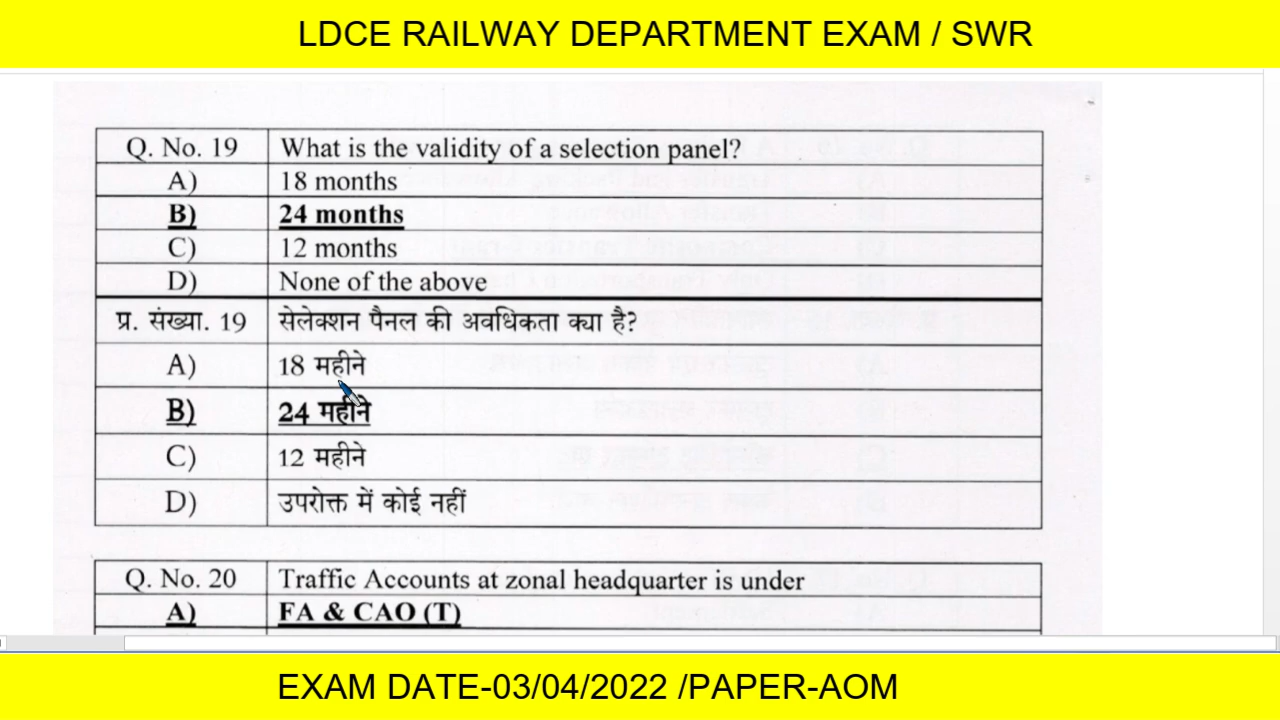 LDCE RAILWAY DEPARTMENT EXAM / SWR
Q. No. 19 What is the validity of a selection panel?
A) 18 months
B) 24 months
C) 12 months
D) None of the above
प्र. संख्या. 19 सेलेक्शन पैनल की अवधिकता क्या है?
A) 18 महीने
B) 24 महीने
C) 12 महीने
D) उपरोक्त में कोई नहीं
Q. No. 20 Traffic Accounts at zonal headquarter is under
A) FA & CAO (T)
EXAM DATE-03/04/2022 /PAPER-AOM